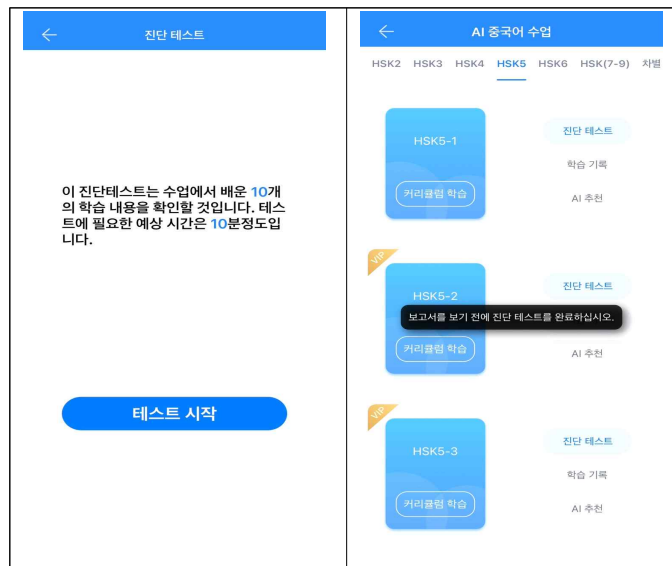 진단 테스트
이 진단테스트는 수업에서 배운 10개
의 학습 내용을 확인할 것입니다. 테스
트에 필요한 예상 시간은 10분정도입
니다.
테스트 시작
AI 중국어 수업
HSK2 HSK3 HSK4 HSK5 HSK6 HSK(7-9) 차별
HSK5-1
커리큘럼 학습
진단 테스트
학습 기록
AI 추천
VIP
HSK5-2
진단 테스트
보고서를 보기 전에 진단 테스트를 완료하십시오.
커리큘럼 학습
AI 추천
VIP
HSK5-3
커리큘럼 학습
진단 테스트
학습 기록
AI 추천